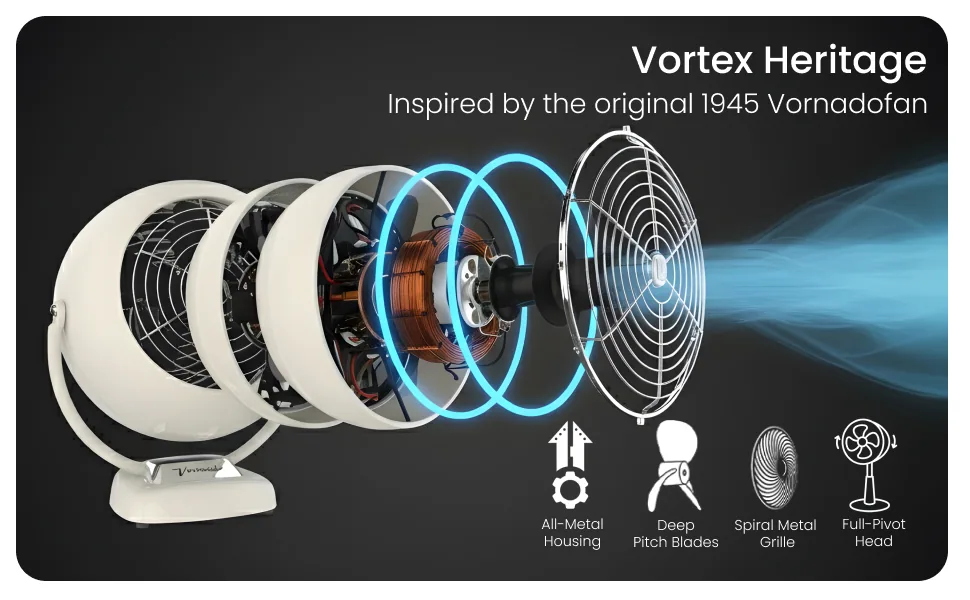 Vortex Heritage
Inspired by the original 1945 Vornadofan
Vornado
All-Metal
Housing
Deep
Pitch Blades
Spiral Metal
Grille
Full-Pivot
Head